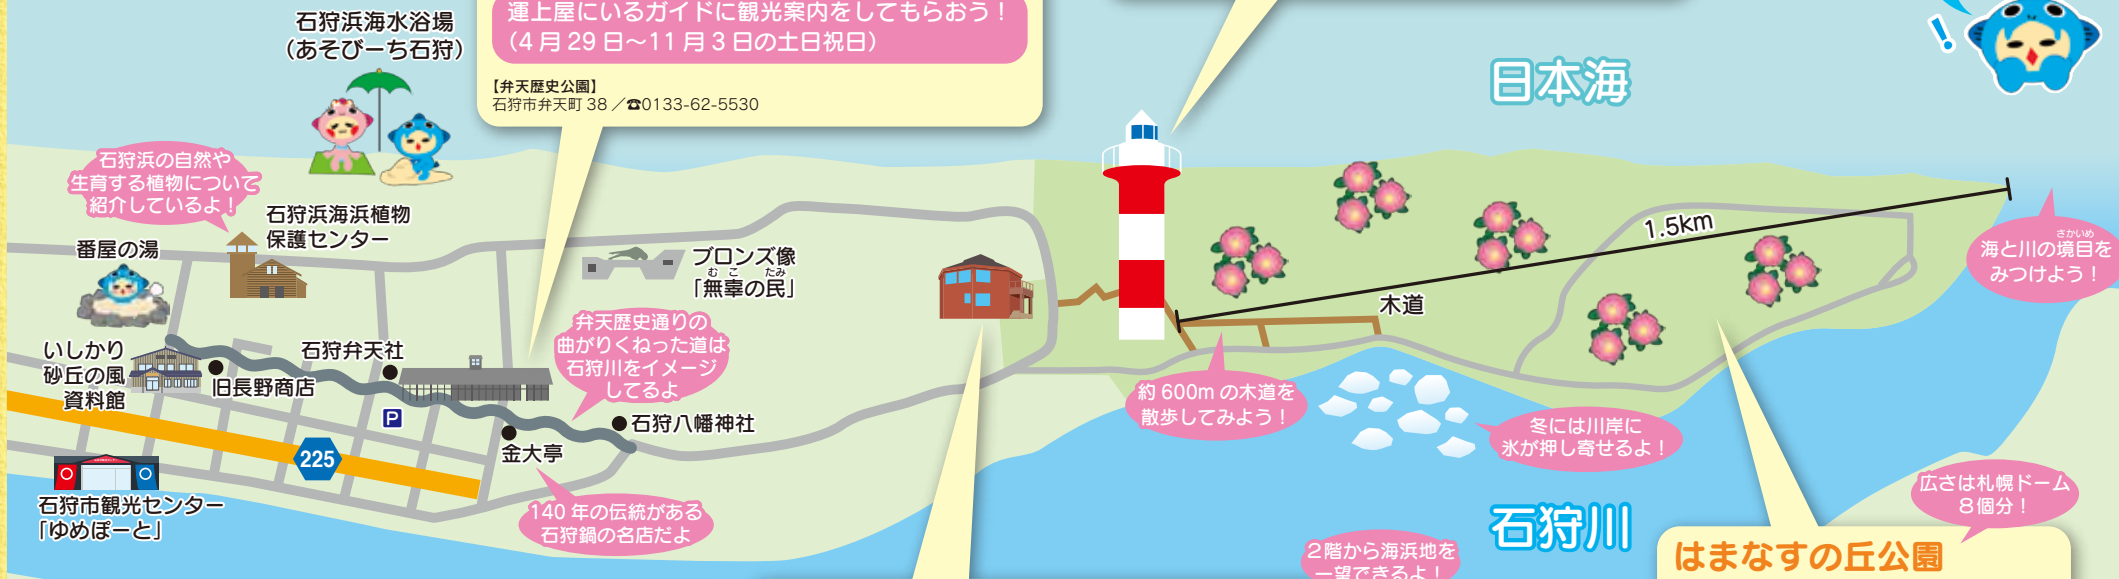 運上屋にいるガイドに観光案内をしてもらおう！
（4月29日～11月3日の土日祝日）
【弁天歴史公園】
石狩市弁天町38／☎0133-62-5530
石狩浜海水浴場
（あそびーち石狩）
石狩浜の自然や
生育する植物について
紹介しているよ！
石狩浜海浜植物
保護センター
番屋の湯
いしかり
砂丘の風
資料館
旧長野商店
石狩弁天社
P
225
石狩市観光センター
「ゆめぽーと」
ブロンズ像
「無辜の民」
むこ たみ
弁天歴史通りの
曲がりくねった道は
石狩川をイメージ
してるよ
石狩八幡神社
金大亭
140年の伝統がある
石狩鍋の名店だよ
日本海
！
1.5km
木道
約600mの木道を
散歩してみよう！
さかいめ
海と川の境目を
みつけよう！
冬には川岸に
氷が押し寄せるよ！
石狩川
2階から海浜地を
一望できるよ！
広さは札幌ドーム
8個分！
はまなすの丘公園